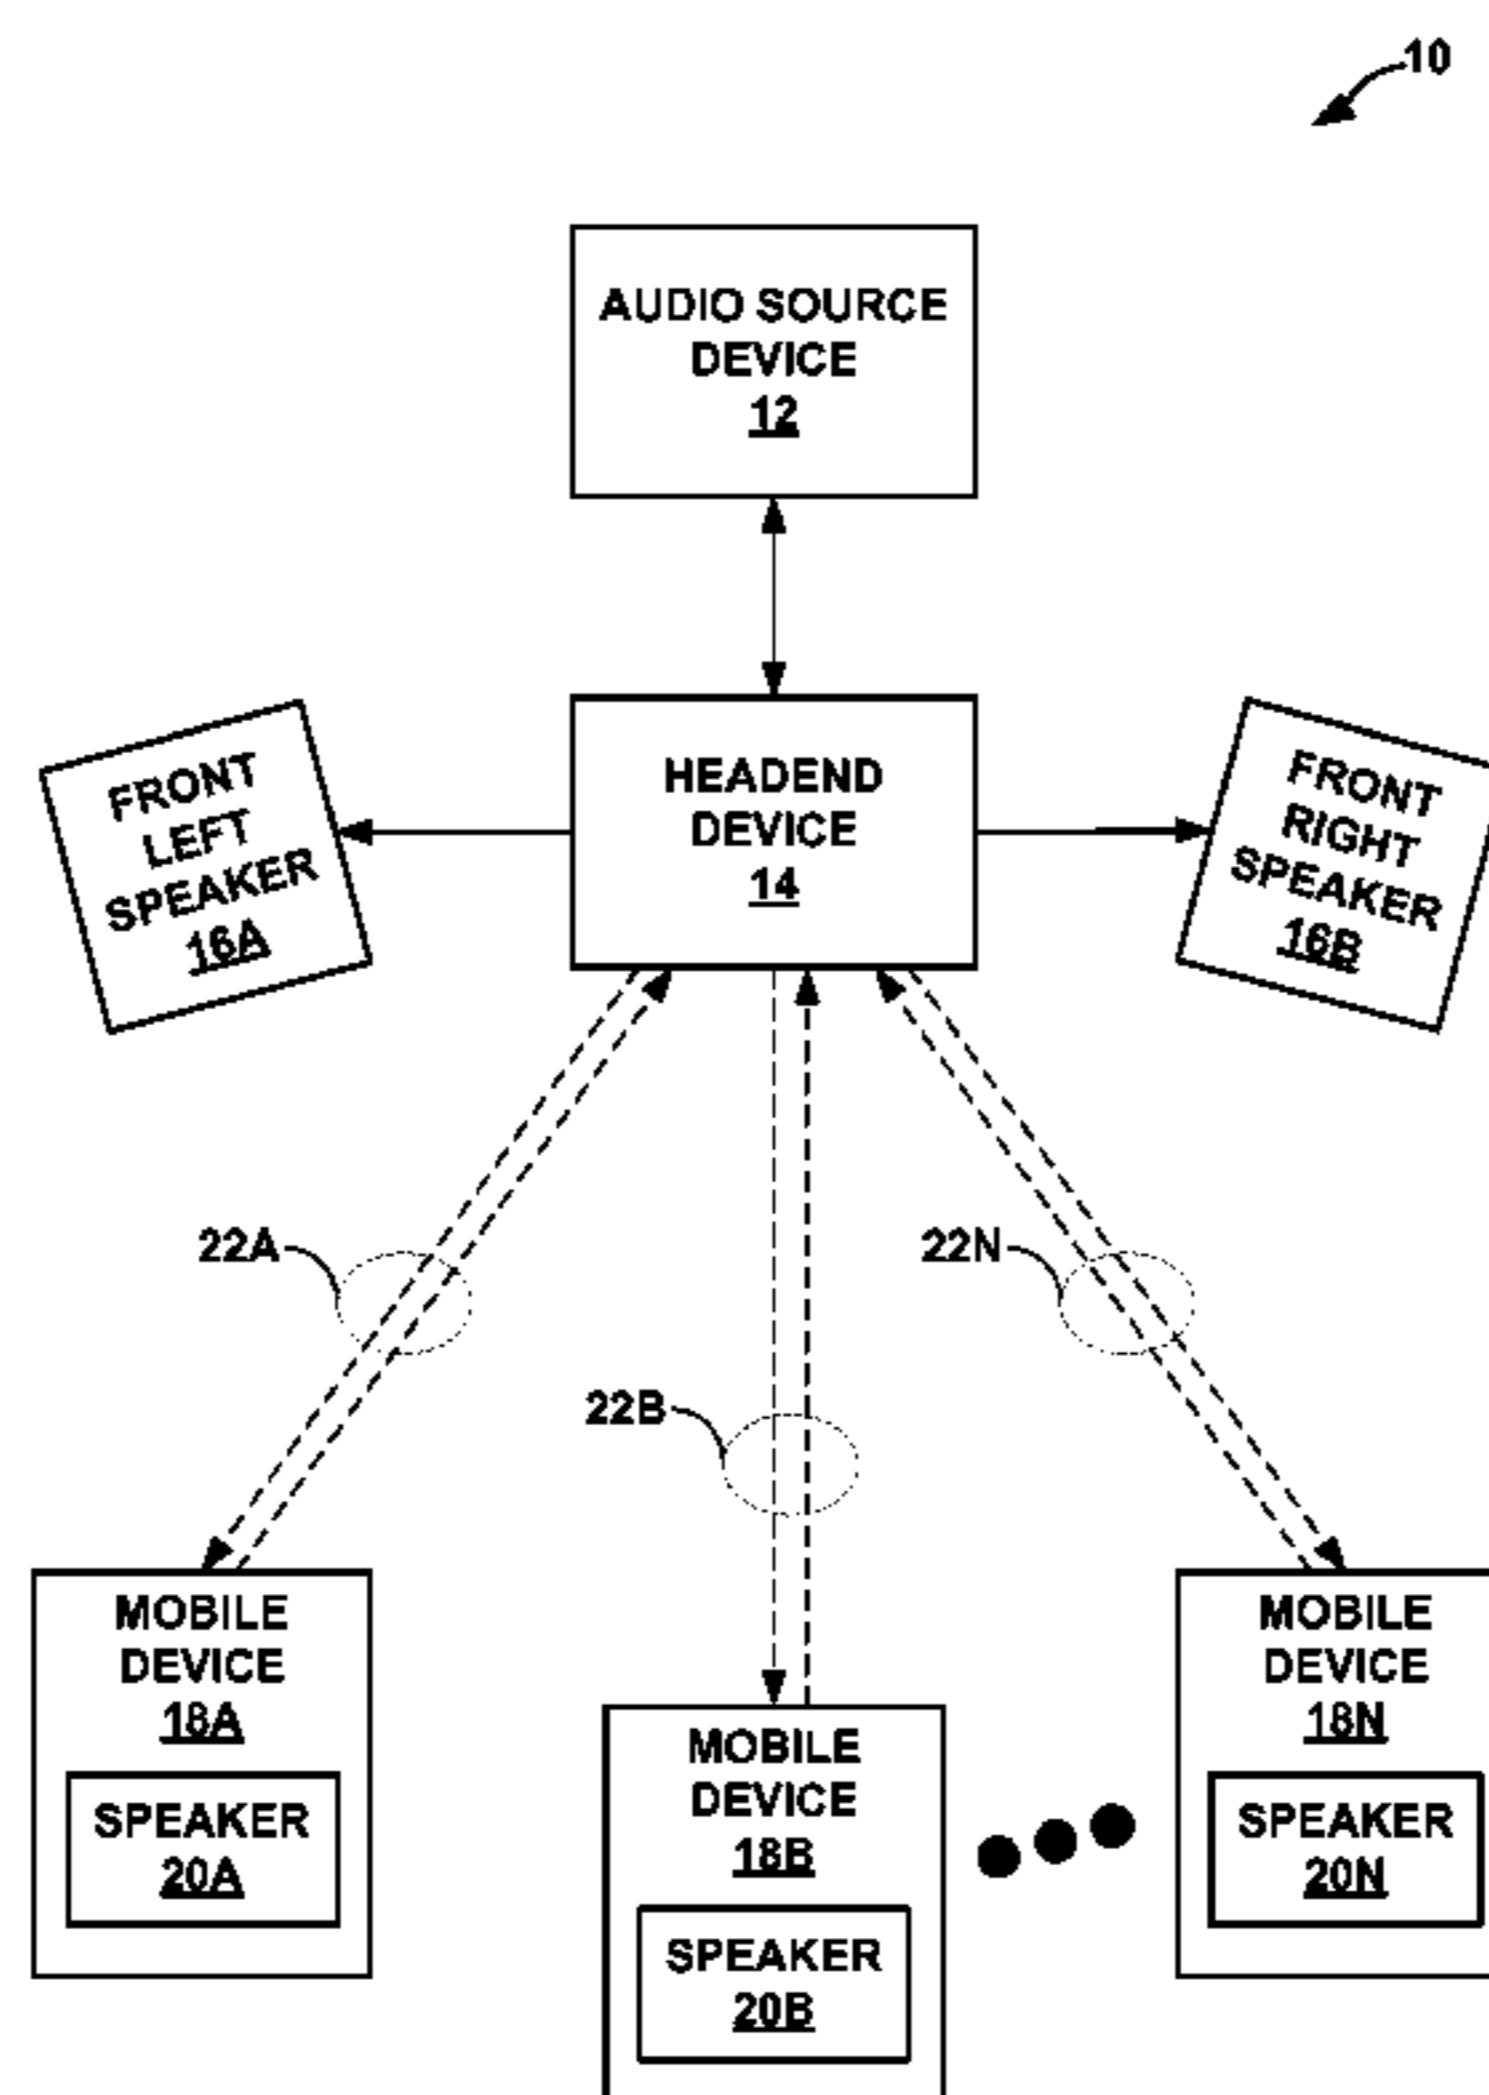 10
AUDIO SOURCE
DEVICE
12
HEADEND
DEVICE
14
FRONT
LEFT
SPEAKER
16A
FRONT
RIGHT
SPEAKER
16B
22A
22N
22B
MOBILE
DEVICE
18A
SPEAKER
20A
MOBILE
DEVICE
18B
SPEAKER
20B
MOBILE
DEVICE
18N
SPEAKER
20N